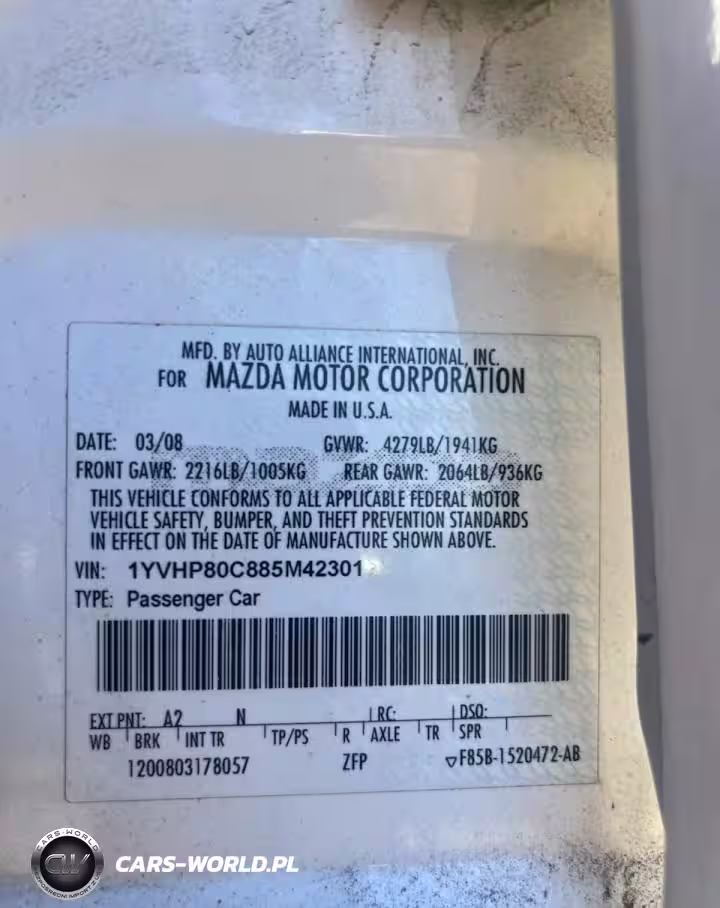 MFD. BY AUTO ALLIANCE INTERNATIONAL, INC.
FOR MAZDA MOTOR CORPORATION
MADE IN U.S.A.
DATE: 03/08 GVWR: 4279LB/1941KG
FRONT GAWR: 2216LB/1005KG REAR GAWR: 2064LB/936KG
THIS VEHICLE CONFORMS TO ALL APPLICABLE FEDERAL MOTOR
VEHICLE SAFETY, BUMPER, AND THEFT PREVENTION STANDARDS
IN EFFECT ON THE DATE OF MANUFACTURE SHOWN ABOVE.
VIN: 1YVHP80C885M42301
TYPE: Passenger Car
EXT PNT: A2 N RC: DSO:
WB BRK INT TR TP/PS R AXLE TR SPR
1200803178057 ZFP ▽F85B-1520472-AB
CARS-WORLD
CW
CARS-WORLD.PL